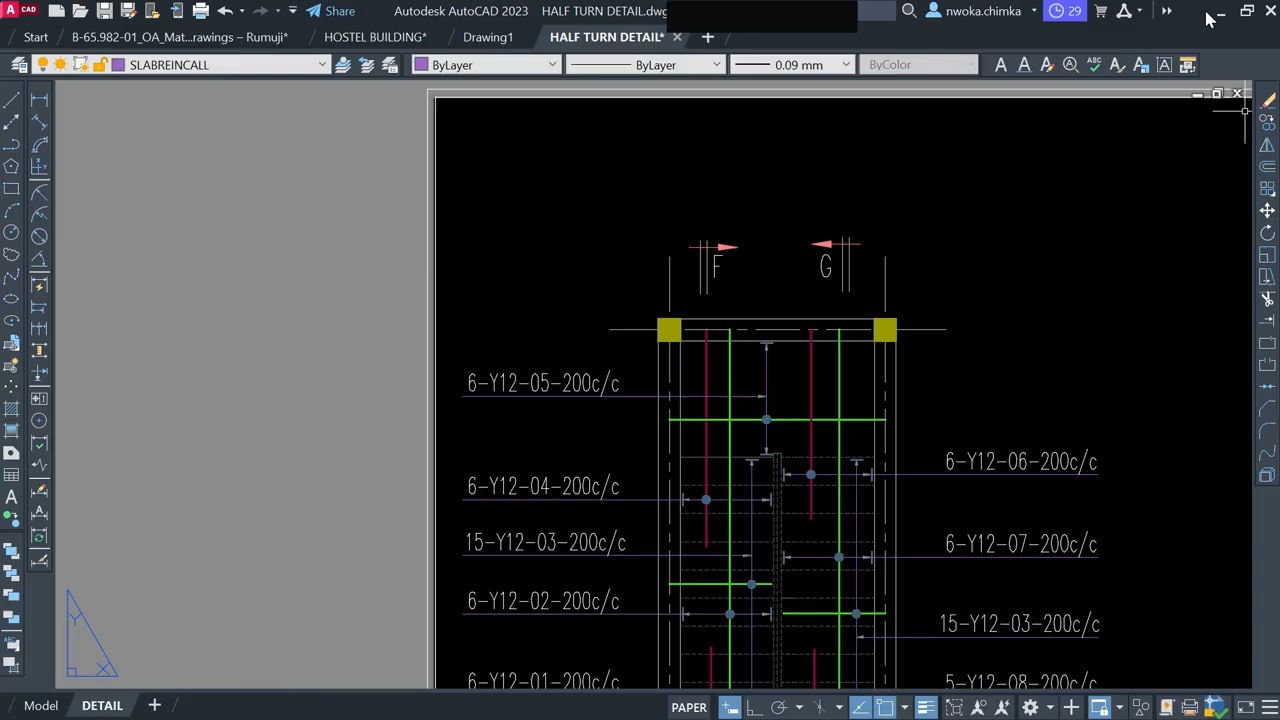 CAD
Share
Autodesk AutoCAD 2023
HALF TURN DETAIL.dwg
nwoka.chimka
29
Start
B-65.982-01_OA_Mat...rawings – Rumuji*
HOSTEL BUILDING*
Drawing1
HALF TURN DETAIL*
SLABREINCALL
ByLayer
ByLayer
0.09 mm
ByColor
F
G
6-Y12-05-200c/c
6-Y12-06-200c/c
6-Y12-04-200c/c
15-Y12-03-200c/c
6-Y12-07-200c/c
6-Y12-02-200c/c
15-Y12-03-200c/c
6-Y12-01-200c/c
5-Y12-08-200c/c
Y
X
Model
DETAIL
PAPER